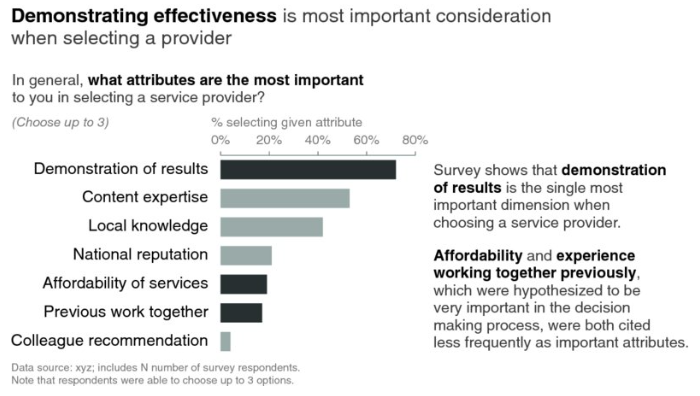 Demonstrating effectiveness is most important consideration
when selecting a provider
In general, what attributes are the most important
to you in selecting a service provider?
(Choose up to 3)
% selecting given attribute
0% 20% 40% 60% 80%
Demonstration of results
Content expertise
Local knowledge
National reputation
Affordability of services
Previous work together
Colleague recommendation
Survey shows that demonstration
of results is the single most
important dimension when
choosing a service provider.
Affordability and experience
working together previously,
which were hypothesized to be
very important in the decision
making process, were both cited
less frequently as important attributes.
Data source: xyz; includes N number of survey respondents.
Note that respondents were able to choose up to 3 options.